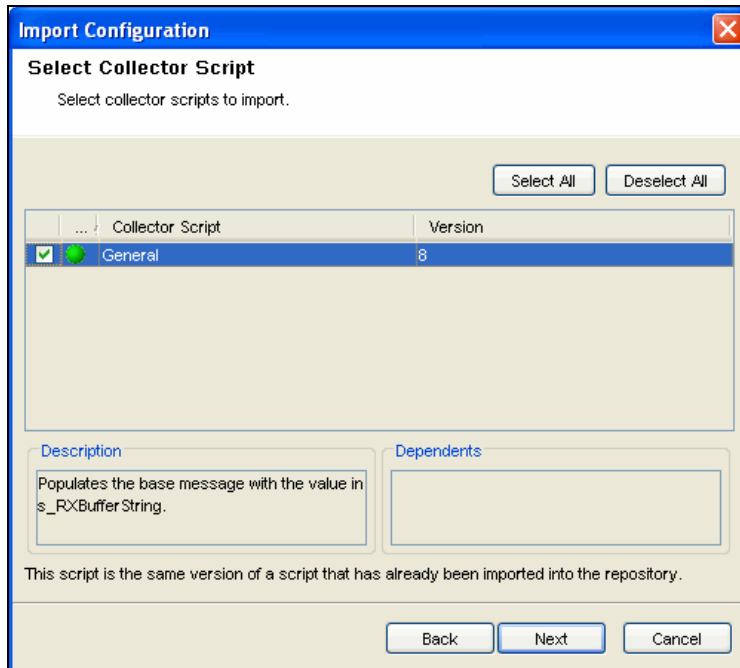 Import Configuration
Select Collector Script
Select collector scripts to import.
Select All Deselect All
... Collector Script Version
General 8
Description Dependents
Populates the base message with the value in
s_RXBufferString.
This script is the same version of a script that has already been imported into the repository.
Back Next Cancel